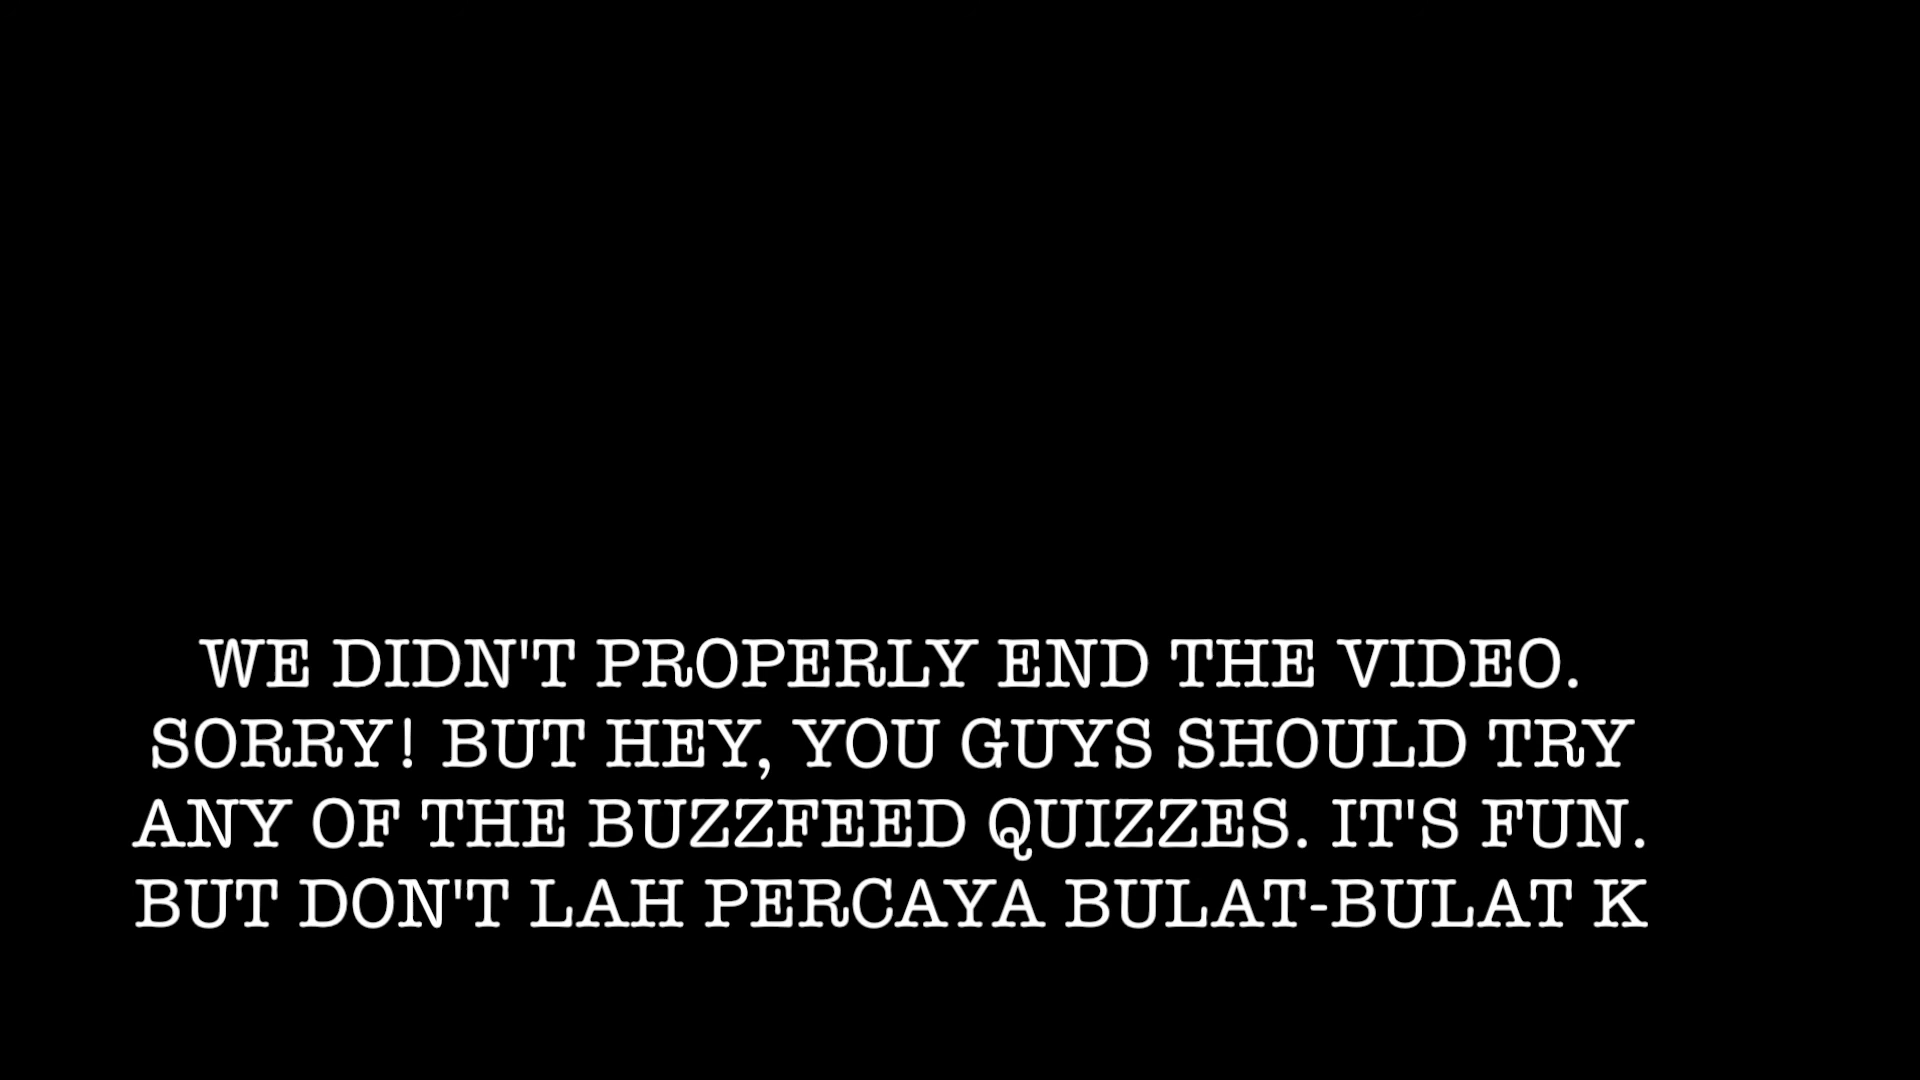 WE DIDN'T PROPERLY END THE VIDEO.
SORRY! BUT HEY, YOU GUYS SHOULD TRY
ANY OF THE BUZZFEED QUIZZES. IT'S FUN.
BUT DON'T LAH PERCAYA BULAT-BULAT K